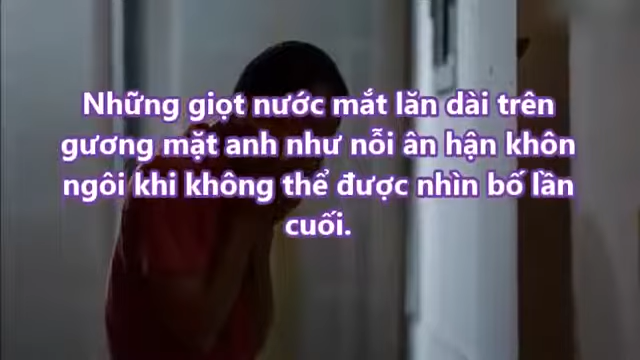 Những giọt nước mắt lăn dài trên
gương mặt anh như nỗi ân hận khôn
ngôi khi không thể được nhìn bố lần
cuối.